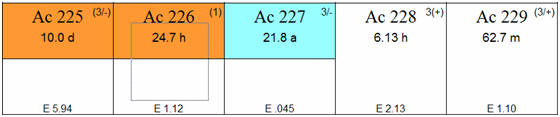 Ac 225 (3/-) Ac 226 (1) Ac 227 3/- Ac 228 3(+) Ac 229 (3/+)
10.0 d 24.7 h 21.8 a 6.13 h 62.7 m
E 5.94 E 1.12 E .045 E 2.13 E 1.10